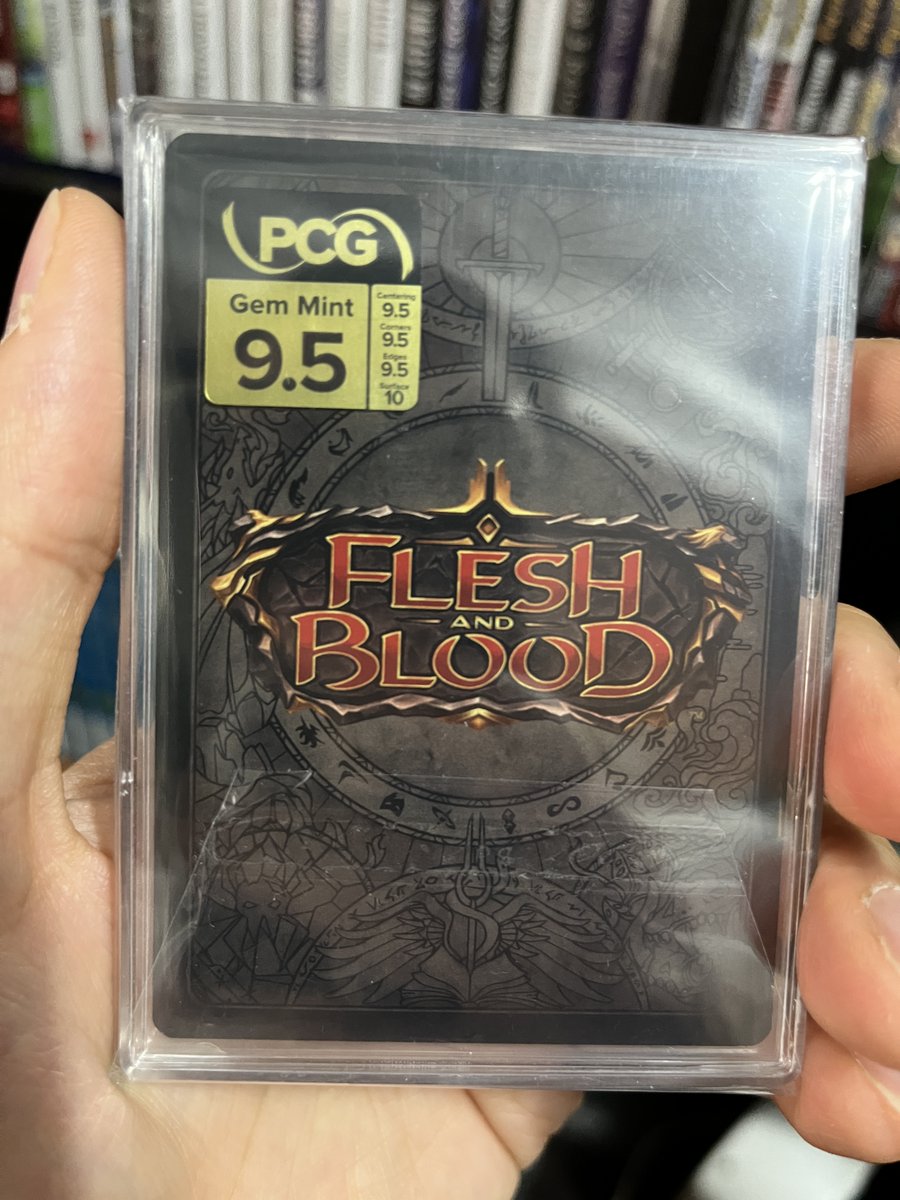 PCG
Gem Mint
9.5
Centering
9.5
Corners
9.5
Edges
9.5
Surface
10
FLESH
AND
BLOOD